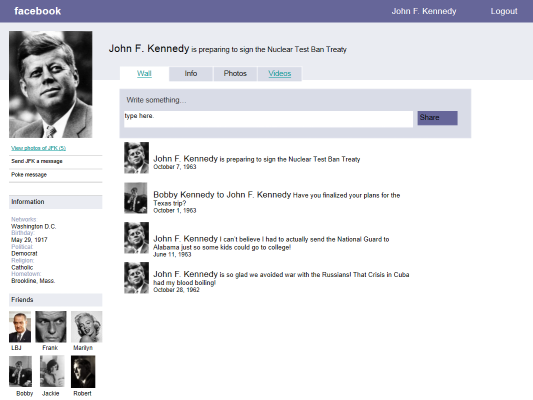 facebook
John F. Kennedy
Logout
John F. Kennedy is preparing to sign the Nuclear Test Ban Treaty
Wall
Info
Photos
Videos
Write something...
type here.
Share
View photos of JFK (5)
Send JFK a message
Poke message
Information
Networks:
Washington D.C.
Birthday:
May 29, 1917
Political:
Democrat
Religion:
Catholic
Hometown:
Brookline, Mass.
Friends
LBJ
Frank
Marilyn
Bobby
Jackie
Robert
John F. Kennedy is preparing to sign the Nuclear Test Ban Treaty
October 7, 1963
Bobby Kennedy to John F. Kennedy Have you finalized your plans for the
Texas trip?
October 1, 1963
John F. Kennedy I can't believe I had to actually send the National Guard to
Alabama just so some kids could go to college!
June 11, 1963
John F. Kennedy is so glad we avoided war with the Russians! That Crisis in Cuba
had my blood boiling!
October 28, 1962